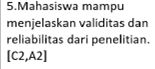 5.Mahasiswa mampu
menjelaskan validitas dan
reliabilitas dari penelitian.
[C2,A2]